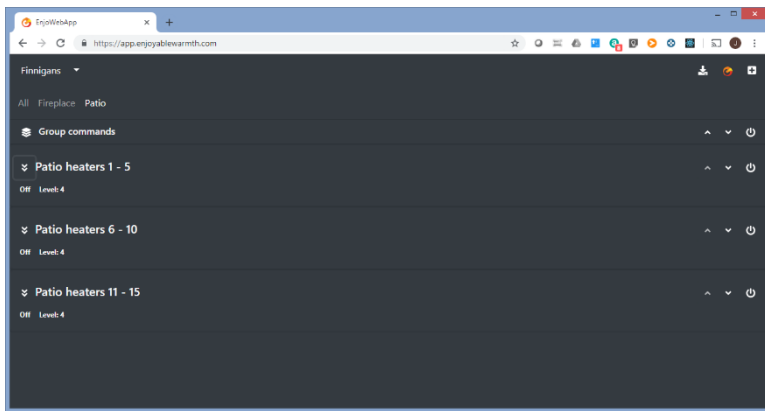 EnjoWebApp
https://app.enjoyablewarmth.com
Finnigans
All Fireplace Patio
Group commands
Patio heaters 1 - 5
Off Level: 4
Patio heaters 6 - 10
Off Level: 4
Patio heaters 11 - 15
Off Level: 4